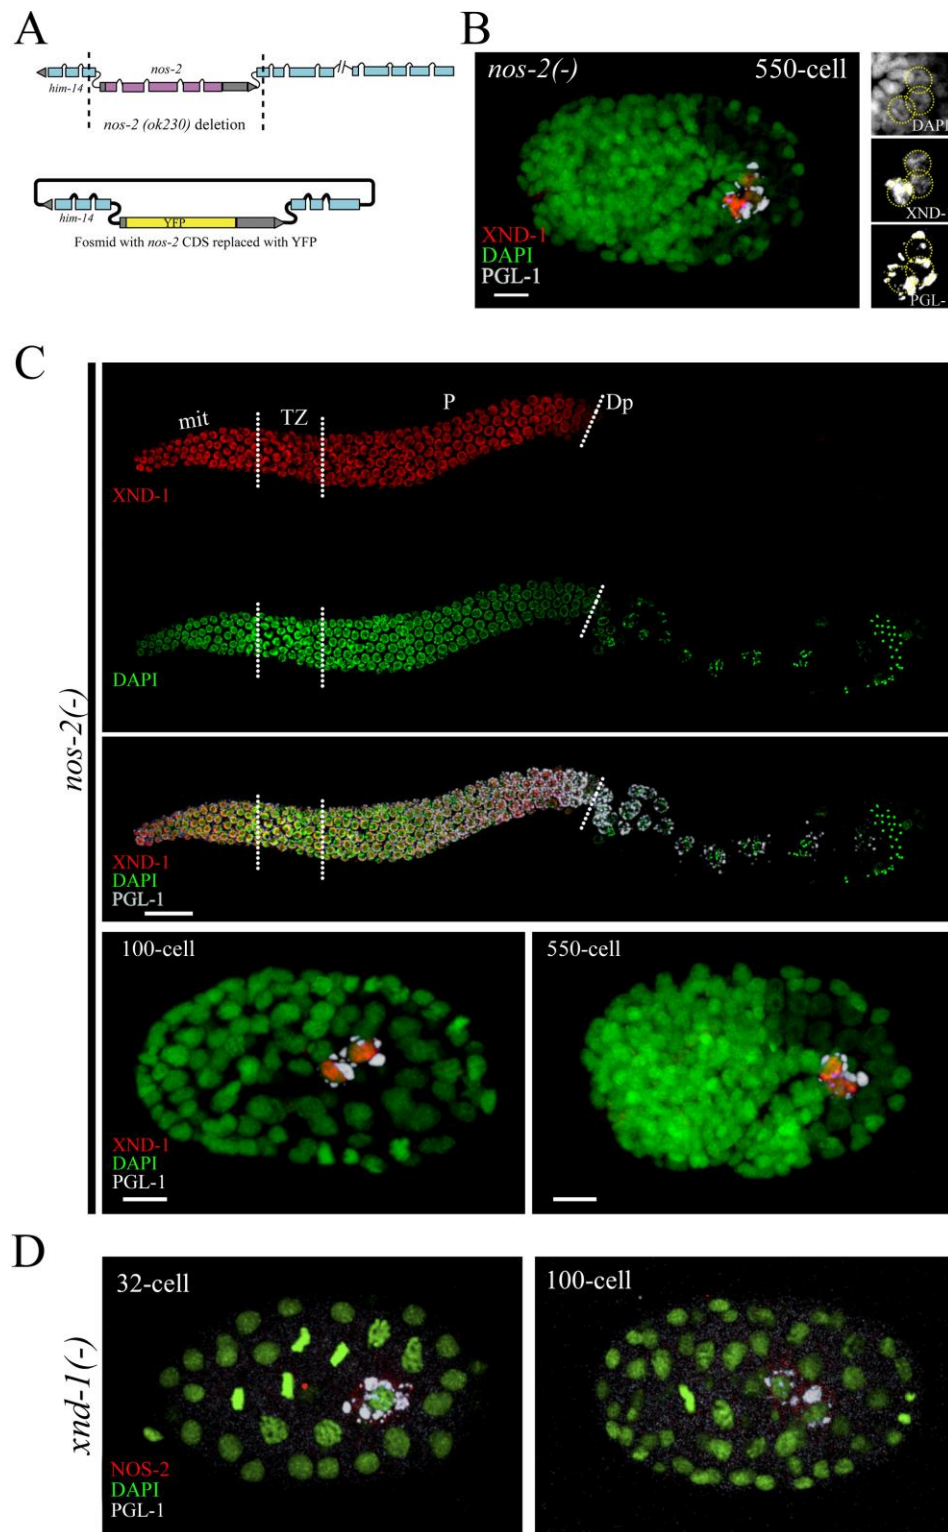 A
nos-2
him-14
nos-2 (ok230) deletion
YFP
him-14
Fosmid with nos-2 CDS replaced with YFP
B
nos-2(-)
550-cell
XND-1
DAPI
PGL-1
DAPI
XND-
PGL-
C
nos-2(-)
mit
TZ
P
Dp
XND-1
DAPI
XND-1
DAPI
PGL-1
100-cell
XND-1
DAPI
PGL-1
550-cell
D
xnd-1(-)
32-cell
NOS-2
DAPI
PGL-1
100-cell